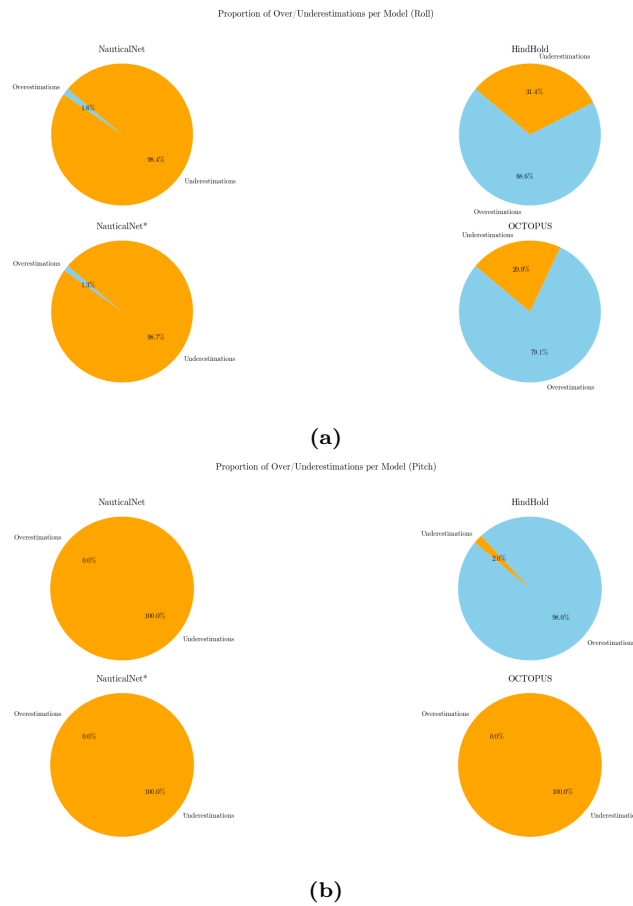 Proportion of Over/Underestimations per Model (Roll)
NauticalNet
Overestimations
1.6%
98.4%
Underestimations
HindHold
Underestimations
31.4%
68.6%
Overestimations
NauticalNet*
Overestimations
1.3%
98.7%
Underestimations
OCTOPUS
Underestimations
20.9%
79.1%
Overestimations
(a)
Proportion of Over/Underestimations per Model (Pitch)
NauticalNet
Overestimations
0.0%
100.0%
Underestimations
HindHold
Underestimations
2.0%
98.0%
Overestimations
NauticalNet*
Overestimations
0.0%
100.0%
Underestimations
OCTOPUS
Overestimations
0.0%
100.0%
Underestimati
(b)